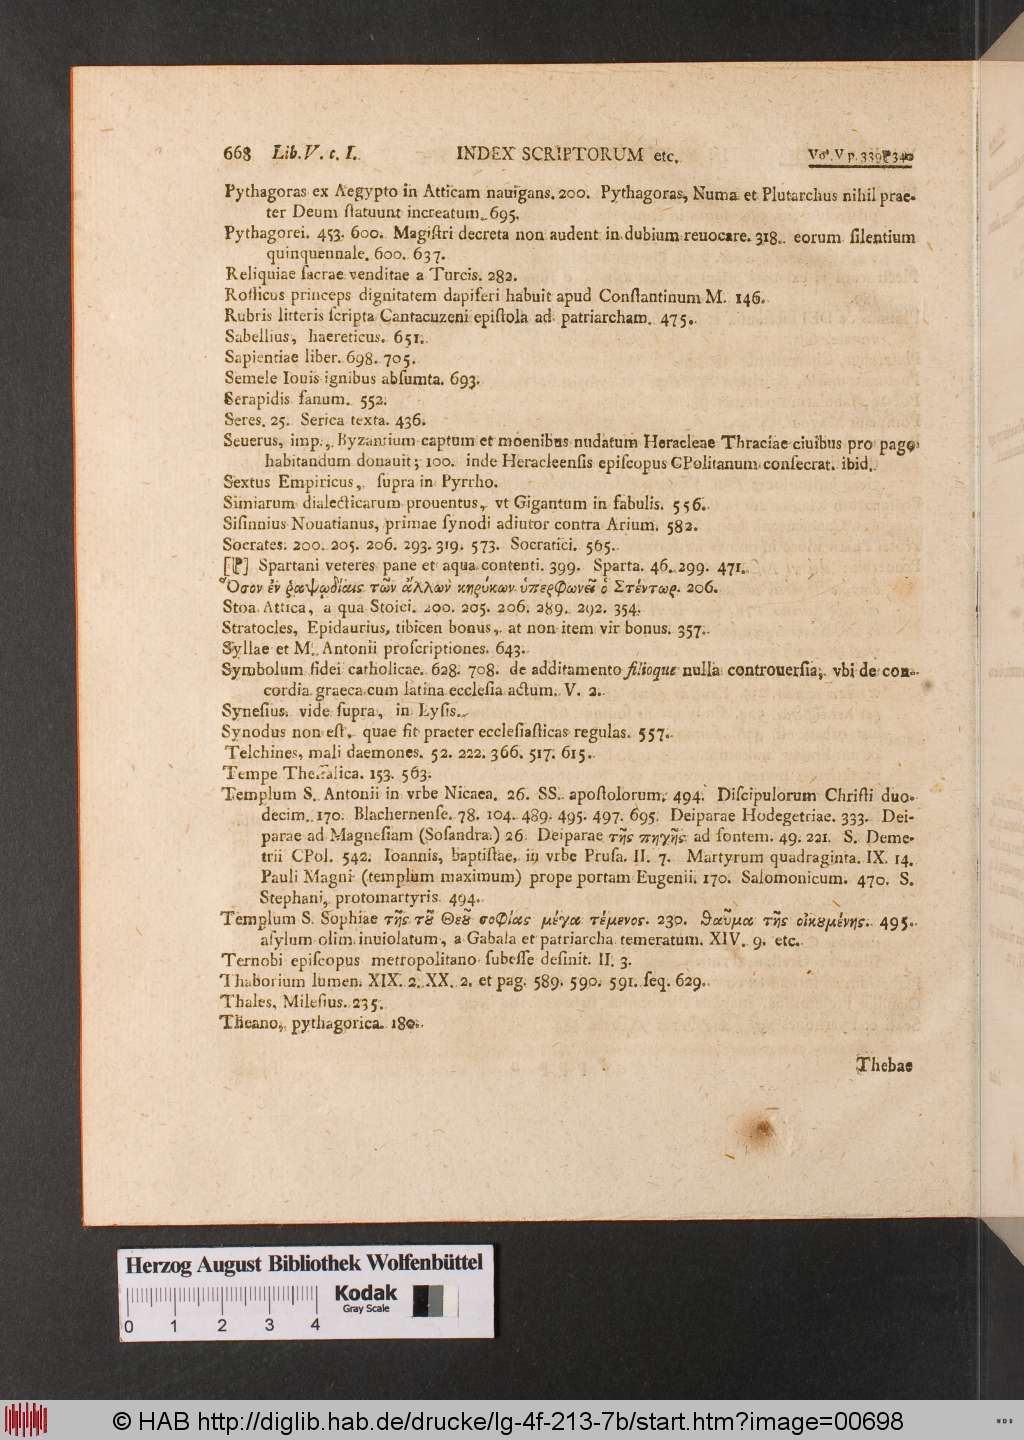 668 Lib. V. c. I. INDEX SCRIPTORUM etc. Vol. V p. 339 340
Pythagoras ex Aegypto in Atticam nauigans. 200. Pythagoras, Numa et Plutarchus nihil prae-
ter Deum ſtatuunt increatum. 695.
Pythagorei. 453. 600. Magiſtri decreta non audent in dubium reuocare. 318. eorum ſilentium
quinquennale. 600. 637.
Reliquiae ſacrae venditae a Turcis. 282.
Roſſicus princeps dignitatem dapiferi habuit apud Conſtantinum M. 146.
Rubris litteris ſcripta Cantacuzeni epiſtola ad patriarcham. 475.
Sabellius, haereticus. 651.
Sapientiae liber. 698. 705.
Semele Iouis ignibus abſumta. 693.
Serapidis fanum. 552.
Seres. 25. Serica texta. 436.
Seuerus, imp., Byzantium captum et moenibus nudatum Heracleae Thraciae ciuibus pro pago
habitandum donauit; 100. inde Heracleenſis epiſcopus CPolitanum conſecrat. ibid.
Sextus Empiricus, ſupra in Pyrrho.
Simiarum dialecticarum prouentus, vt Gigantum in fabulis. 556.
Siſinnius Nouatianus, primae ſynodi adiutor contra Arium. 582.
Socrates. 200. 205. 206. 293. 319. 573. Socratici. 565.
Spartani veteres pane et aqua contenti. 399. Sparta. 46. 299. 471.
Ὅσον ἐν ῥαψῳδίαις τῶν ἄλλων κηρύκων ὑπερφωνεῖ ὁ Στέντωρ. 206.
Stoa Attica, a qua Stoici. 200. 205. 206. 289. 292. 354.
Stratocles, Epidaurius, tibicen bonus, at non item vir bonus. 357.
Syllae et M. Antonii proſcriptiones. 643.
Symbolum fidei catholicae. 628. 708. de additamento filioque nulla controuerſia, vbi de con-
cordia graeca cum latina eccleſia actum. V. 2.
Syneſius. vide ſupra, in Lyſis.
Synodus non eſt, quae fit praeter eccleſiaſticas regulas. 557.
Telchines, mali daemones. 52. 222. 366. 517. 615.
Tempe Theſſalica. 153. 563.
Templum S. Antonii in vrbe Nicaea. 26. SS. apoſtolorum. 494. Diſcipulorum Chriſti duo-
decim. 170. Blachernenſe. 78. 104. 489. 495. 497. 695. Deiparae Hodegetriae. 333. Dei-
parae ad Magneſiam (Soſandra.) 26. Deiparae τῆς πηγῆς ad fontem. 49. 221. S. Deme-
trii CPol. 542. Ioannis, baptiſtae, in vrbe Pruſa. II. 7. Martyrum quadraginta. IX. 14.
Pauli Magni (templum maximum) prope portam Eugenii. 170. Salomonicum. 470. S.
Stephani, protomartyris 494.
Templum S. Sophiae τῆς τȣ͂ Θεȣ͂ σοφίας μέγα τέμενος. 230. θαῦμα τῆς οἰκȣμένης. 495.
aſylum olim inuiolatum, a Gabala et patriarcha temeratum. XIV. 9. etc.
Ternobi epiſcopus metropolitano ſubeſſe deſinit. II. 3.
Thaborium lumen. XIX. 2. XX. 2. et pag. 589. 590. 591. ſeq. 629.
Thales, Mileſius. 235.
Theano, pythagorica. 180.
Thebae
Herzog August Bibliothek Wolfenbüttel
Kodak
Gray Scale
0 1 2 3 4
© HAB http://diglib.hab.de/drucke/lg-4f-213-7b/start.htm?image=00698